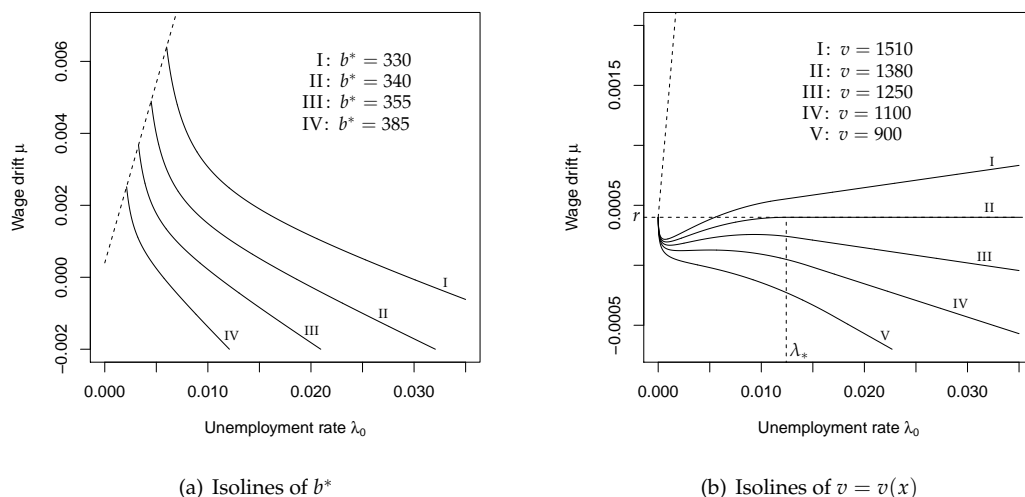 I: b* = 330
II: b* = 340
III: b* = 355
IV: b* = 385
Wage drift μ
0.006
0.004
0.002
0.000
−0.002
I
II
III
IV
0.000
0.010
0.020
0.030
Unemployment rate λ₀
(a) Isolines of b*
I: v = 1510
II: v = 1380
III: v = 1250
IV: v = 1100
V: v = 900
Wage drift μ
0.0015
0.0005
r
−0.0005
I
II
III
IV
V
λ*
0.000
0.010
0.020
0.030
Unemployment rate λ₀
(b) Isolines of v = v(x)